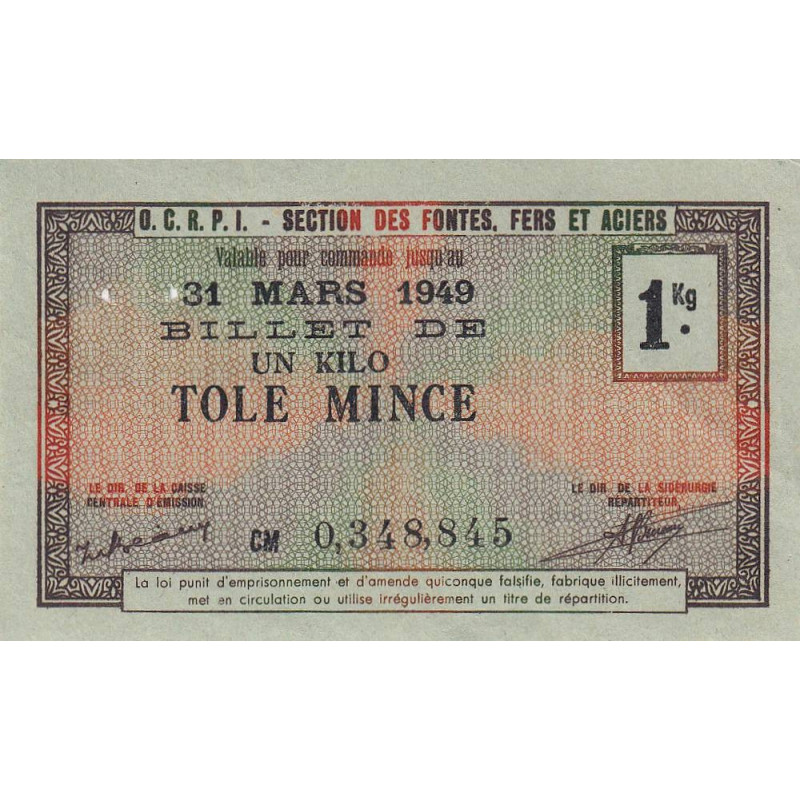 O.C.R.P.I. - SECTION DES FONTES, FERS ET ACIERS
Valable pour commande jusqu'au
31 MARS 1949
BILLET DE
UN KILO
TOLE MINCE
1 Kg.
LE DIR. DE LA CAISSE
CENTRALE D'ÉMISSION
LE DIR. DE LA SIDÉRURGIE
RÉPARTITEUR,
CM 0,348,845
La loi punit d'emprisonnement et d'amende quiconque falsifie, fabrique illicitement,
met en circulation ou utilise irrégulièrement un titre de répartition.